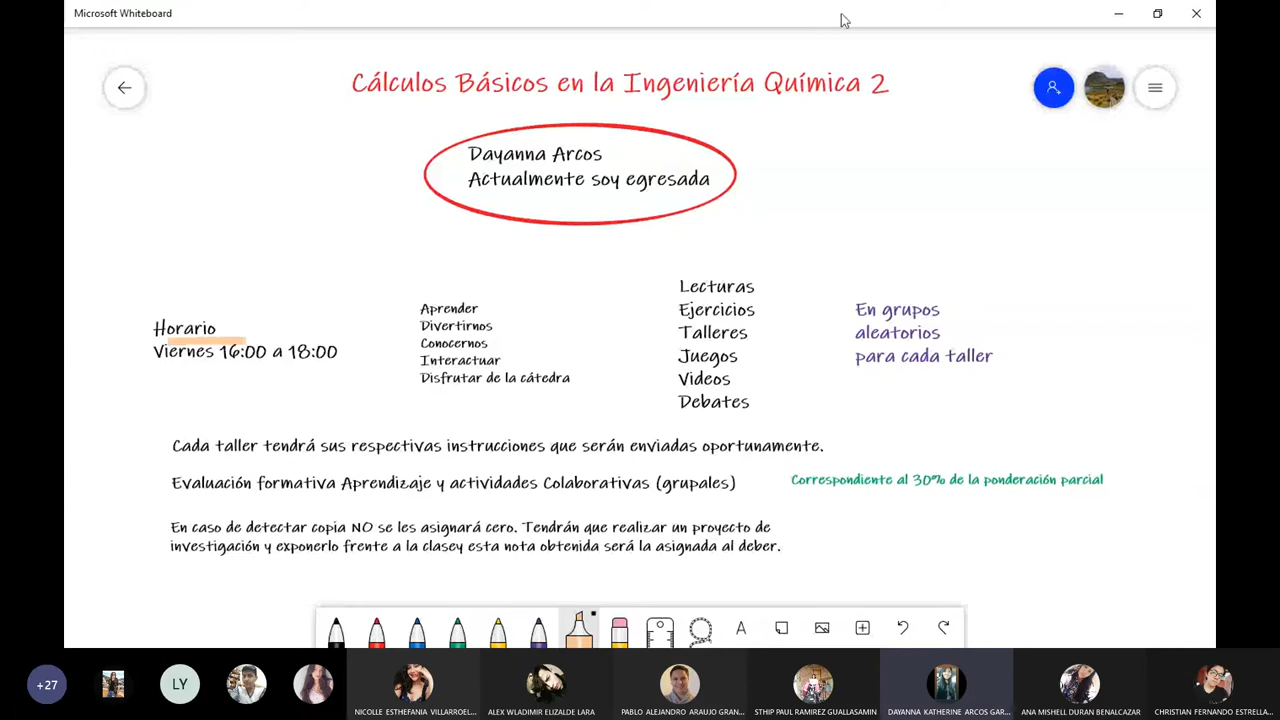 Microsoft Whiteboard
Cálculos Básicos en la Ingeniería Química 2
Dayanna Arcos
Actualmente soy egresada
Horario
Viernes 16:00 a 18:00
Aprender
Divertirnos
Conocernos
Interactuar
Disfrutar de la cátedra
Lecturas
Ejercicios
Talleres
Juegos
Videos
Debates
En grupos
aleatorios
para cada taller
Cada taller tendrá sus respectivas instrucciones que serán enviadas oportunamente.
Evaluación formativa Aprendizaje y actividades Colaborativas (grupales)
Correspondiente al 30% de la ponderación parcial
En caso de detectar copia NO se les asignará cero. Tendrán que realizar un proyecto de
investigación y exponerlo frente a la clasey esta nota obtenida será la asignada al deber.
A
+27
LY
NICOLLE ESTHEFANIA VILLARROEL...
ALEX WLADIMIR ELIZALDE LARA
PABLO ALEJANDRO ARAUJO GRAN...
STHIP PAUL RAMIREZ GUALLASAMIN
DAYANNA KATHERINE ARCOS GAR...
ANA MISHELL DURAN BENALCAZAR
CHRISTIAN FERNANDO ESTRELLA...